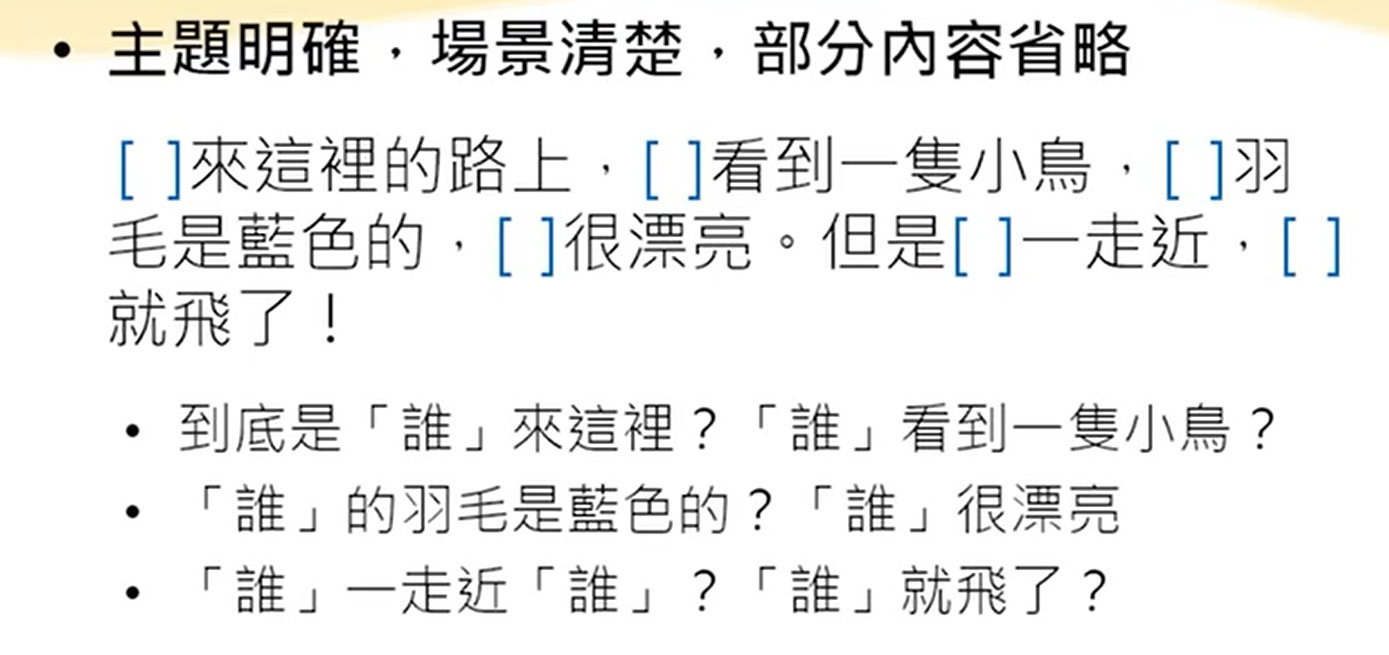 • 主題明確，場景清楚，部分內容省略
[ ]來這裡的路上，[ ]看到一隻小鳥，[ ]羽
毛是藍色的，[ ]很漂亮。但是[ ]一走近，[ ]
就飛了！
• 到底是「誰」來這裡？「誰」看到一隻小鳥？
• 「誰」的羽毛是藍色的？「誰」很漂亮
• 「誰」一走近「誰」？「誰」就飛了？